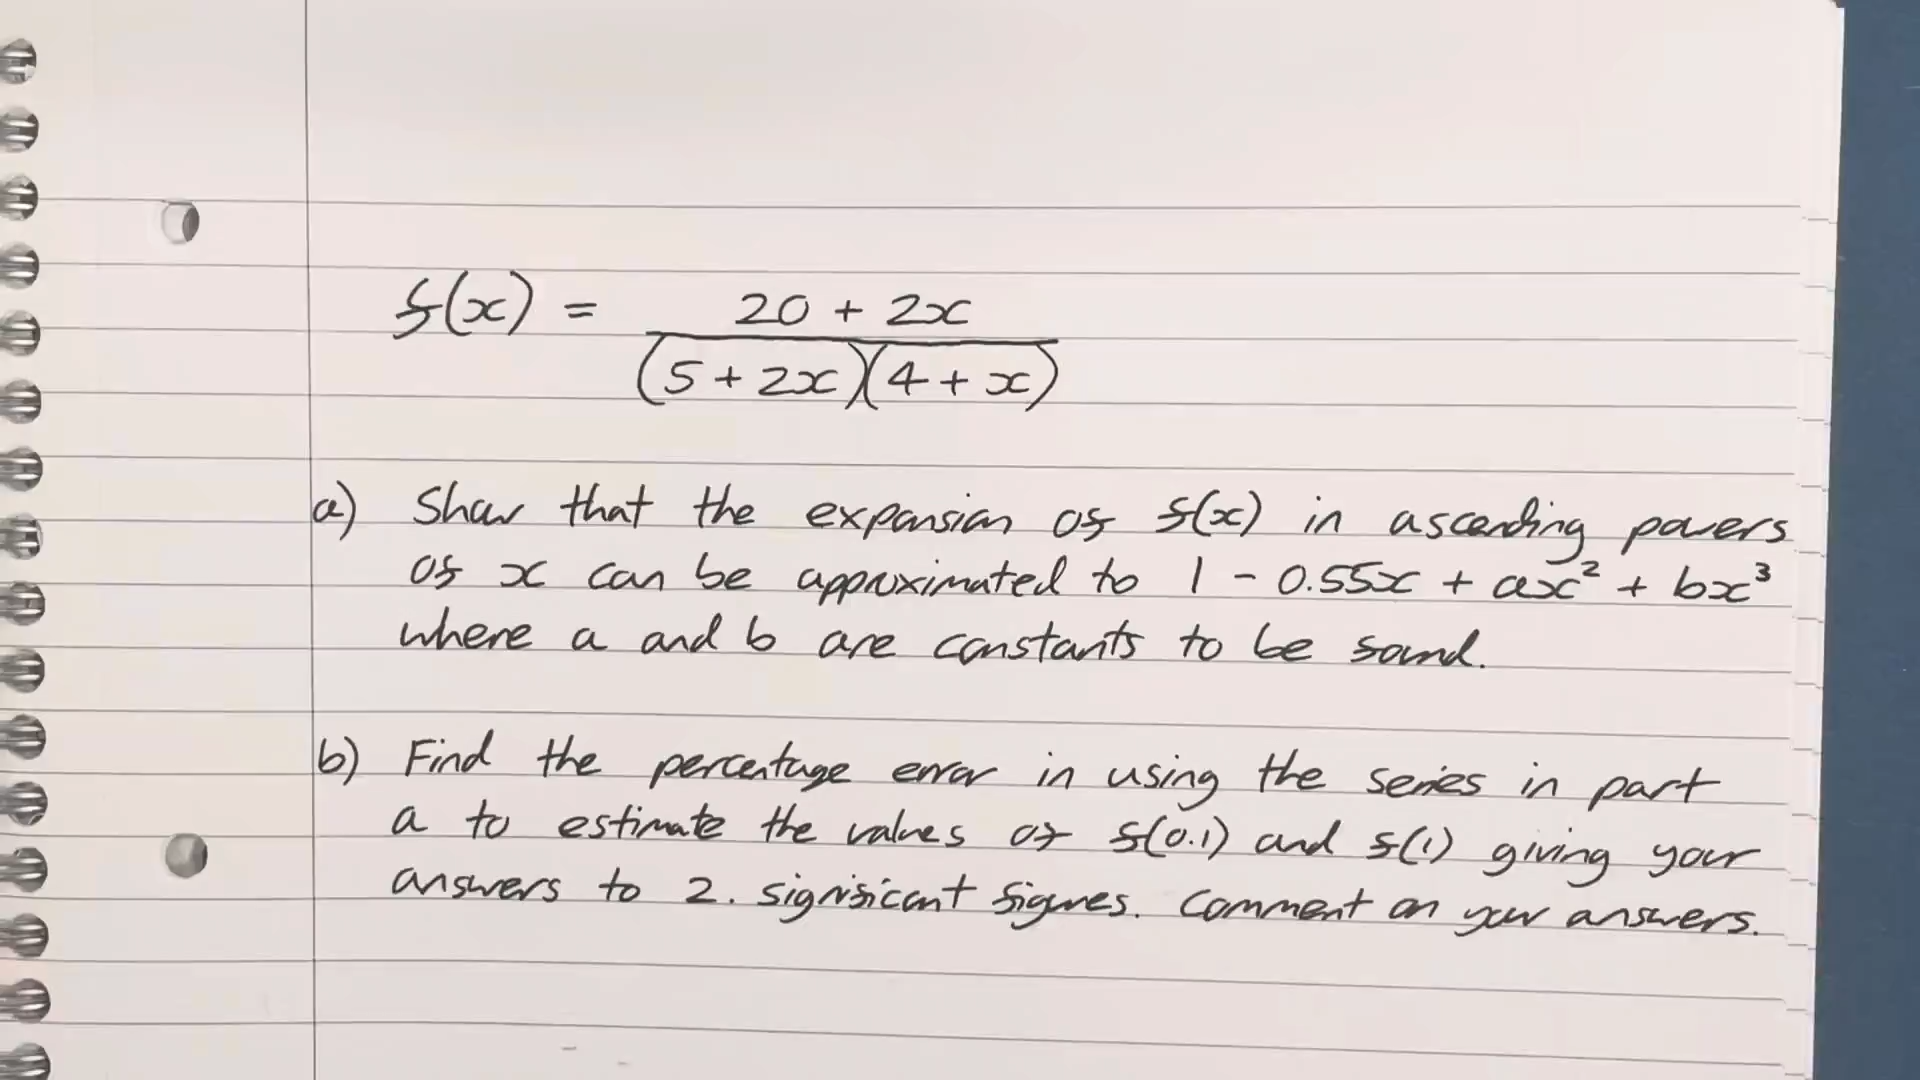 f(x) = 20 + 2x / (5 + 2x)(4 + x)
a) Show that the expansion of f(x) in ascending powers
of x can be approximated to 1 - 0.55x + ax² + bx³
where a and b are constants to be found.
b) Find the percentage error in using the series in part
a to estimate the values of f(0.1) and f(1) giving your
answers to 2. significant figures. Comment on your answers.